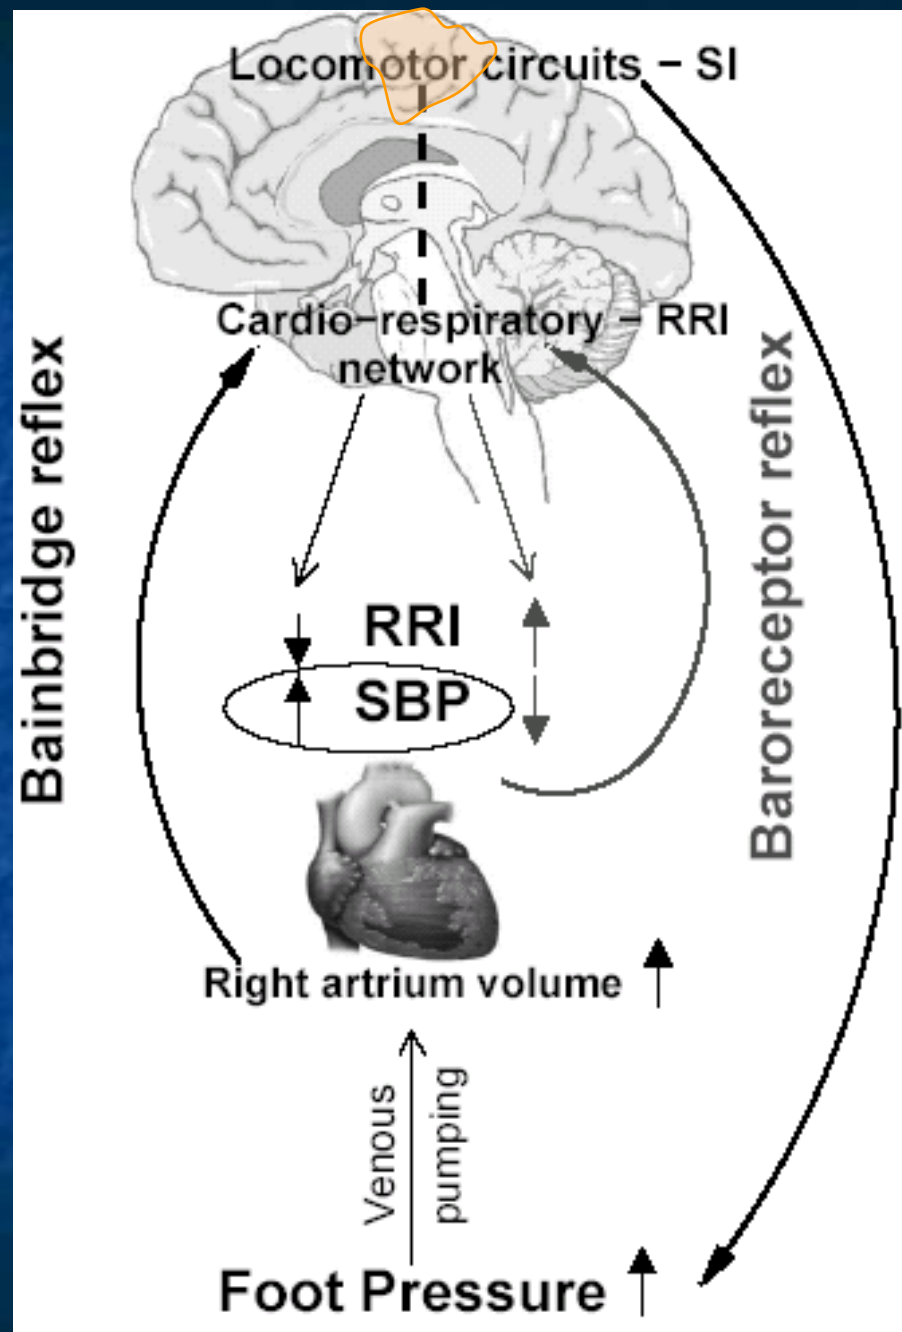 Locomotor circuits – SI
Cardio–respiratory – RRI
network
Bainbridge reflex
Baroreceptor reflex
RRI
SBP
Right artrium volume
Venous
pumping
Foot Pressure